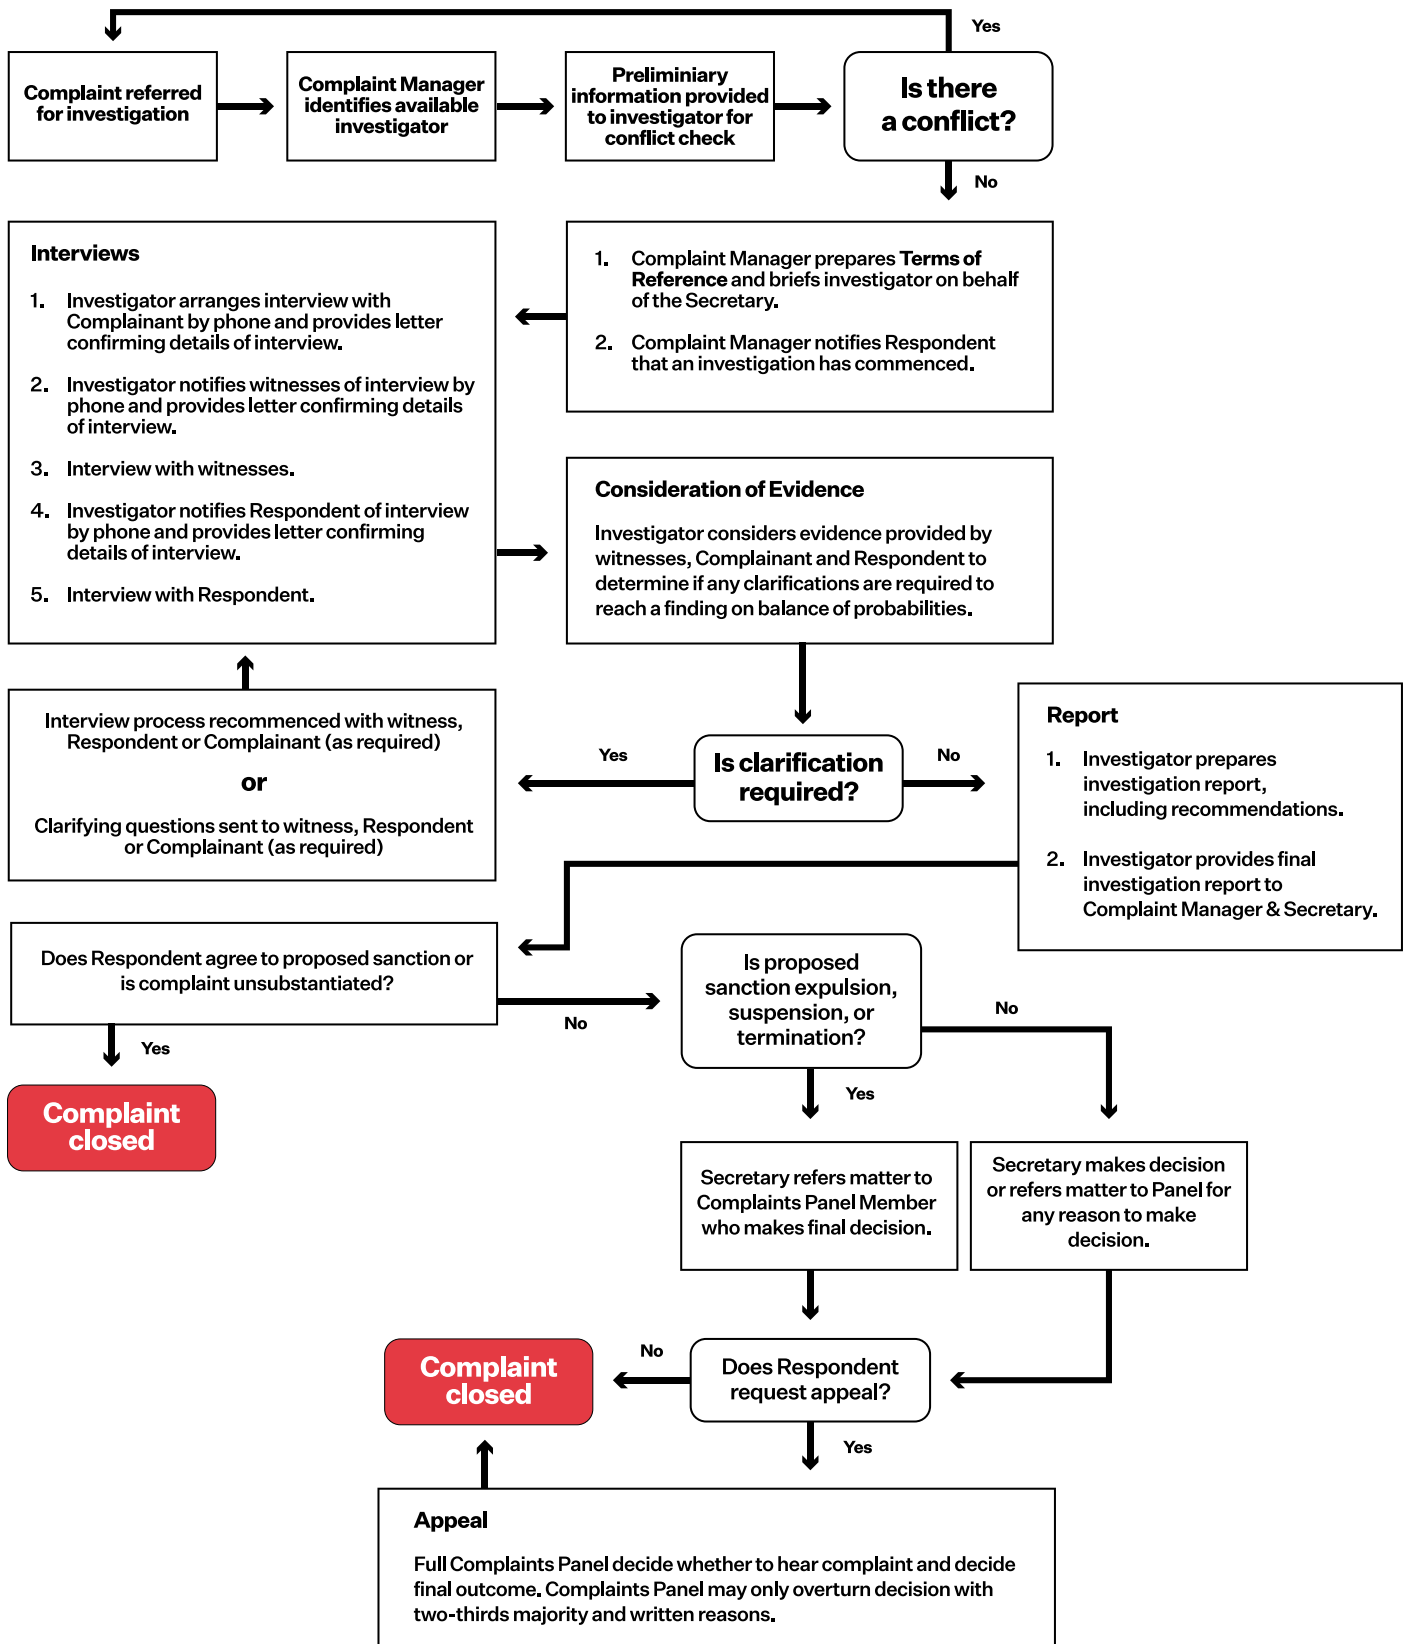 Yes
Complaint referred
for investigation
Complaint Manager
identifies available
investigator
Preliminiary
information provided
to investigator for
conflict check
Is there
a conflict?
No
Interviews
1. Investigator arranges interview with
Complainant by phone and provides letter
confirming details of interview.
2. Investigator notifies witnesses of interview by
phone and provides letter confirming details
of interview.
3. Interview with witnesses.
4. Investigator notifies Respondent of interview
by phone and provides letter confirming
details of interview.
5. Interview with Respondent.
1. Complaint Manager prepares Terms of
Reference and briefs investigator on behalf
of the Secretary.
2. Complaint Manager notifies Respondent
that an investigation has commenced.
Consideration of Evidence
Investigator considers evidence provided by
witnesses, Complainant and Respondent to
determine if any clarifications are required to
reach a finding on balance of probabilities.
Interview process recommenced with witness,
Respondent or Complainant (as required)
or
Clarifying questions sent to witness, Respondent
or Complainant (as required)
Yes
Is clarification
required?
No
Report
1. Investigator prepares
investigation report,
including recommendations.
2. Investigator provides final
investigation report to
Complaint Manager & Secretary.
Does Respondent agree to proposed sanction or
is complaint unsubstantiated?
No
Yes
Complaint
closed
Is proposed
sanction expulsion,
suspension, or
termination?
No
Yes
Secretary refers matter to
Complaints Panel Member
who makes final decision.
Secretary makes decision
or refers matter to Panel for
any reason to make
decision.
Complaint
closed
No
Does Respondent
request appeal?
Yes
Appeal
Full Complaints Panel decide whether to hear complaint and decide
final outcome. Complaints Panel may only overturn decision with
two-thirds majority and written reasons.